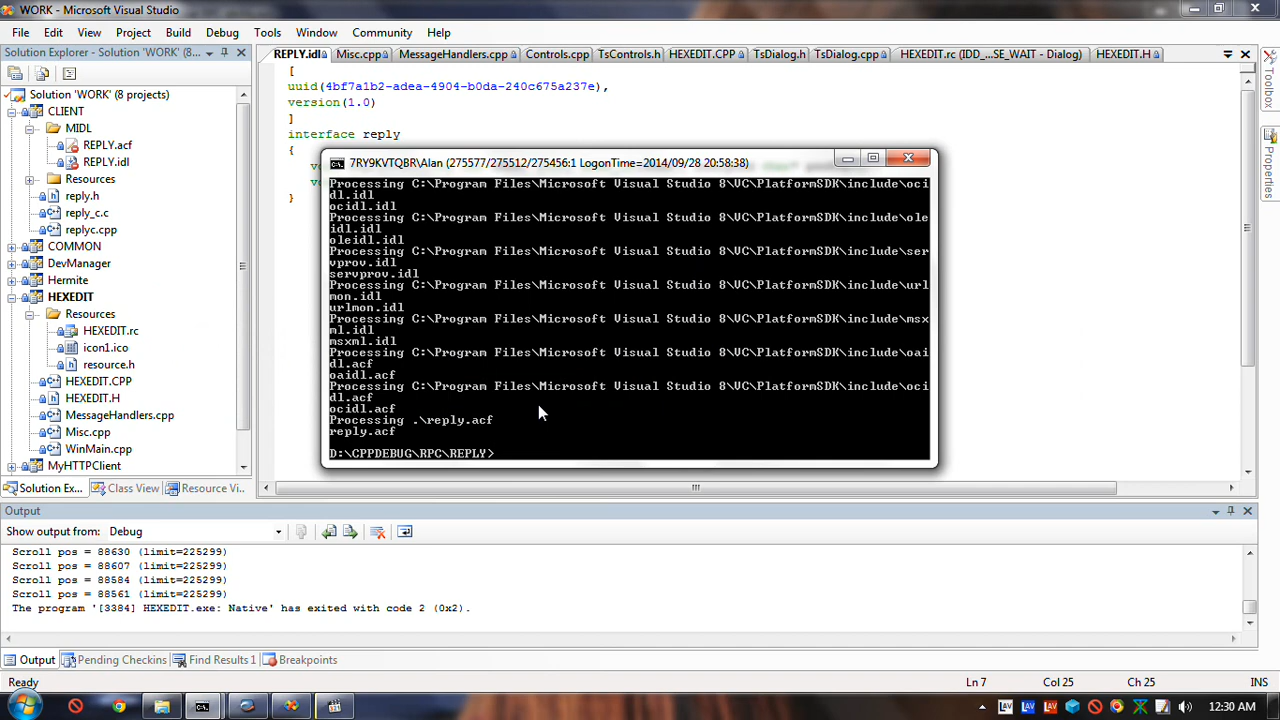 WORK - Microsoft Visual Studio
File Edit View Project Build Debug Tools Window Community Help
Solution Explorer - Solution 'WORK' (8...
Solution 'WORK' (8 projects)
CLIENT
MIDL
REPLY.acf
REPLY.idl
Resources
reply.h
reply_c.c
replyc.cpp
COMMON
DevManager
Hermite
HEXEDIT
Resources
HEXEDIT.rc
icon1.ico
resource.h
HEXEDIT.CPP
HEXEDIT.H
MessageHandlers.cpp
Misc.cpp
WinMain.cpp
MyHTTPClient
Solution Ex... Class View Resource Vi...
REPLY.idl Misc.cpp MessageHandlers.cpp Controls.cpp TsControls.h HEXEDIT.CPP TsDialog.h TsDialog.cpp HEXEDIT.rc (IDD_...SE_WAIT - Dialog) HEXEDIT.H
[
uuid(4bf7a1b2-adea-4904-b0da-240c675a237e),
version(1.0)
]
interface reply
{
}
7RY9KVTQBR\Alan (275577/275512/275456:1 LogonTime=2014/09/28 20:58:38)
Processing C:\Program Files\Microsoft Visual Studio 8\VC\PlatformSDK\include\oci
dl.idl
ocidl.idl
Processing C:\Program Files\Microsoft Visual Studio 8\VC\PlatformSDK\include\ole
idl.idl
oleidl.idl
Processing C:\Program Files\Microsoft Visual Studio 8\VC\PlatformSDK\include\ser
vprov.idl
servprov.idl
Processing C:\Program Files\Microsoft Visual Studio 8\VC\PlatformSDK\include\url
mon.idl
urlmon.idl
Processing C:\Program Files\Microsoft Visual Studio 8\VC\PlatformSDK\include\msx
ml.idl
msxml.idl
Processing C:\Program Files\Microsoft Visual Studio 8\VC\PlatformSDK\include\oai
dl.acf
oaidl.acf
Processing C:\Program Files\Microsoft Visual Studio 8\VC\PlatformSDK\include\oci
dl.acf
ocidl.acf
Processing .\reply.acf
reply.acf
D:\CPPDEBUG\RPC\REPLY>
Toolbox
Properties
Output
Show output from: Debug
Scroll pos = 88630 (limit=225299)
Scroll pos = 88607 (limit=225299)
Scroll pos = 88584 (limit=225299)
Scroll pos = 88561 (limit=225299)
The program '[3384] HEXEDIT.exe: Native' has exited with code 2 (0x2).
Output Pending Checkins Find Results 1 Breakpoints
Ready Ln 7 Col 25 Ch 25 INS
LAV LAV LAV 12:30 AM